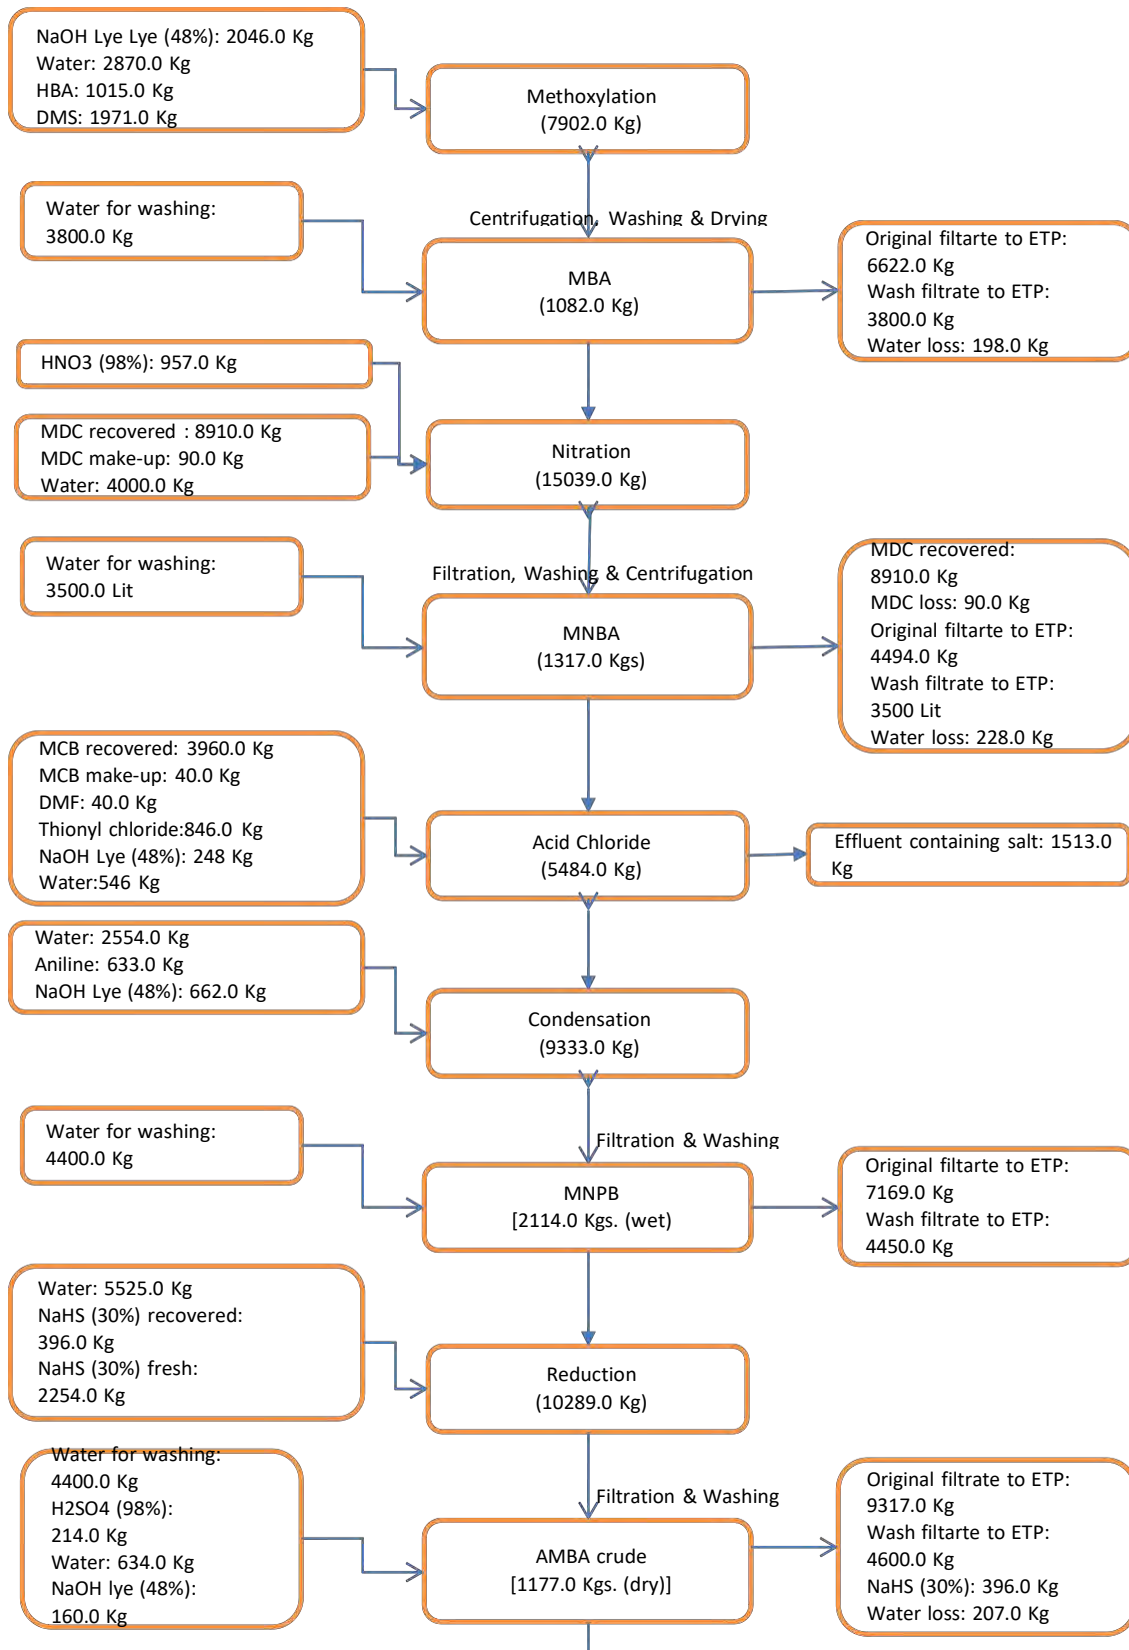 NaOH Lye Lye (48%): 2046.0 Kg
Water: 2870.0 Kg
HBA: 1015.0 Kg
DMS: 1971.0 Kg
Methoxylation
(7902.0 Kg)
Water for washing:
3800.0 Kg
Centrifugation, Washing & Drying
MBA
(1082.0 Kg)
Original filtarte to ETP:
6622.0 Kg
Wash filtrate to ETP:
3800.0 Kg
Water loss: 198.0 Kg
HNO3 (98%): 957.0 Kg
MDC recovered : 8910.0 Kg
MDC make-up: 90.0 Kg
Water: 4000.0 Kg
Nitration
(15039.0 Kg)
Water for washing:
3500.0 Lit
Filtration, Washing & Centrifugation
MNBA
(1317.0 Kgs)
MDC recovered:
8910.0 Kg
MDC loss: 90.0 Kg
Original filtarte to ETP:
4494.0 Kg
Wash filtrate to ETP:
3500 Lit
Water loss: 228.0 Kg
MCB recovered: 3960.0 Kg
MCB make-up: 40.0 Kg
DMF: 40.0 Kg
Thionyl chloride:846.0 Kg
NaOH Lye (48%): 248 Kg
Water:546 Kg
Acid Chloride
(5484.0 Kg)
Effluent containing salt: 1513.0
Kg
Water: 2554.0 Kg
Aniline: 633.0 Kg
NaOH Lye (48%): 662.0 Kg
Condensation
(9333.0 Kg)
Water for washing:
4400.0 Kg
Filtration & Washing
MNPB
[2114.0 Kgs. (wet)
Original filtarte to ETP:
7169.0 Kg
Wash filtrate to ETP:
4450.0 Kg
Water: 5525.0 Kg
NaHS (30%) recovered:
396.0 Kg
NaHS (30%) fresh:
2254.0 Kg
Reduction
(10289.0 Kg)
Water for washing:
4400.0 Kg
H2SO4 (98%):
214.0 Kg
Water: 634.0 Kg
NaOH lye (48%):
160.0 Kg
Filtration & Washing
AMBA crude
[1177.0 Kgs. (dry)]
Original filtrate to ETP:
9317.0 Kg
Wash filtarte to ETP:
4600.0 Kg
NaHS (30%): 396.0 Kg
Water loss: 207.0 Kg